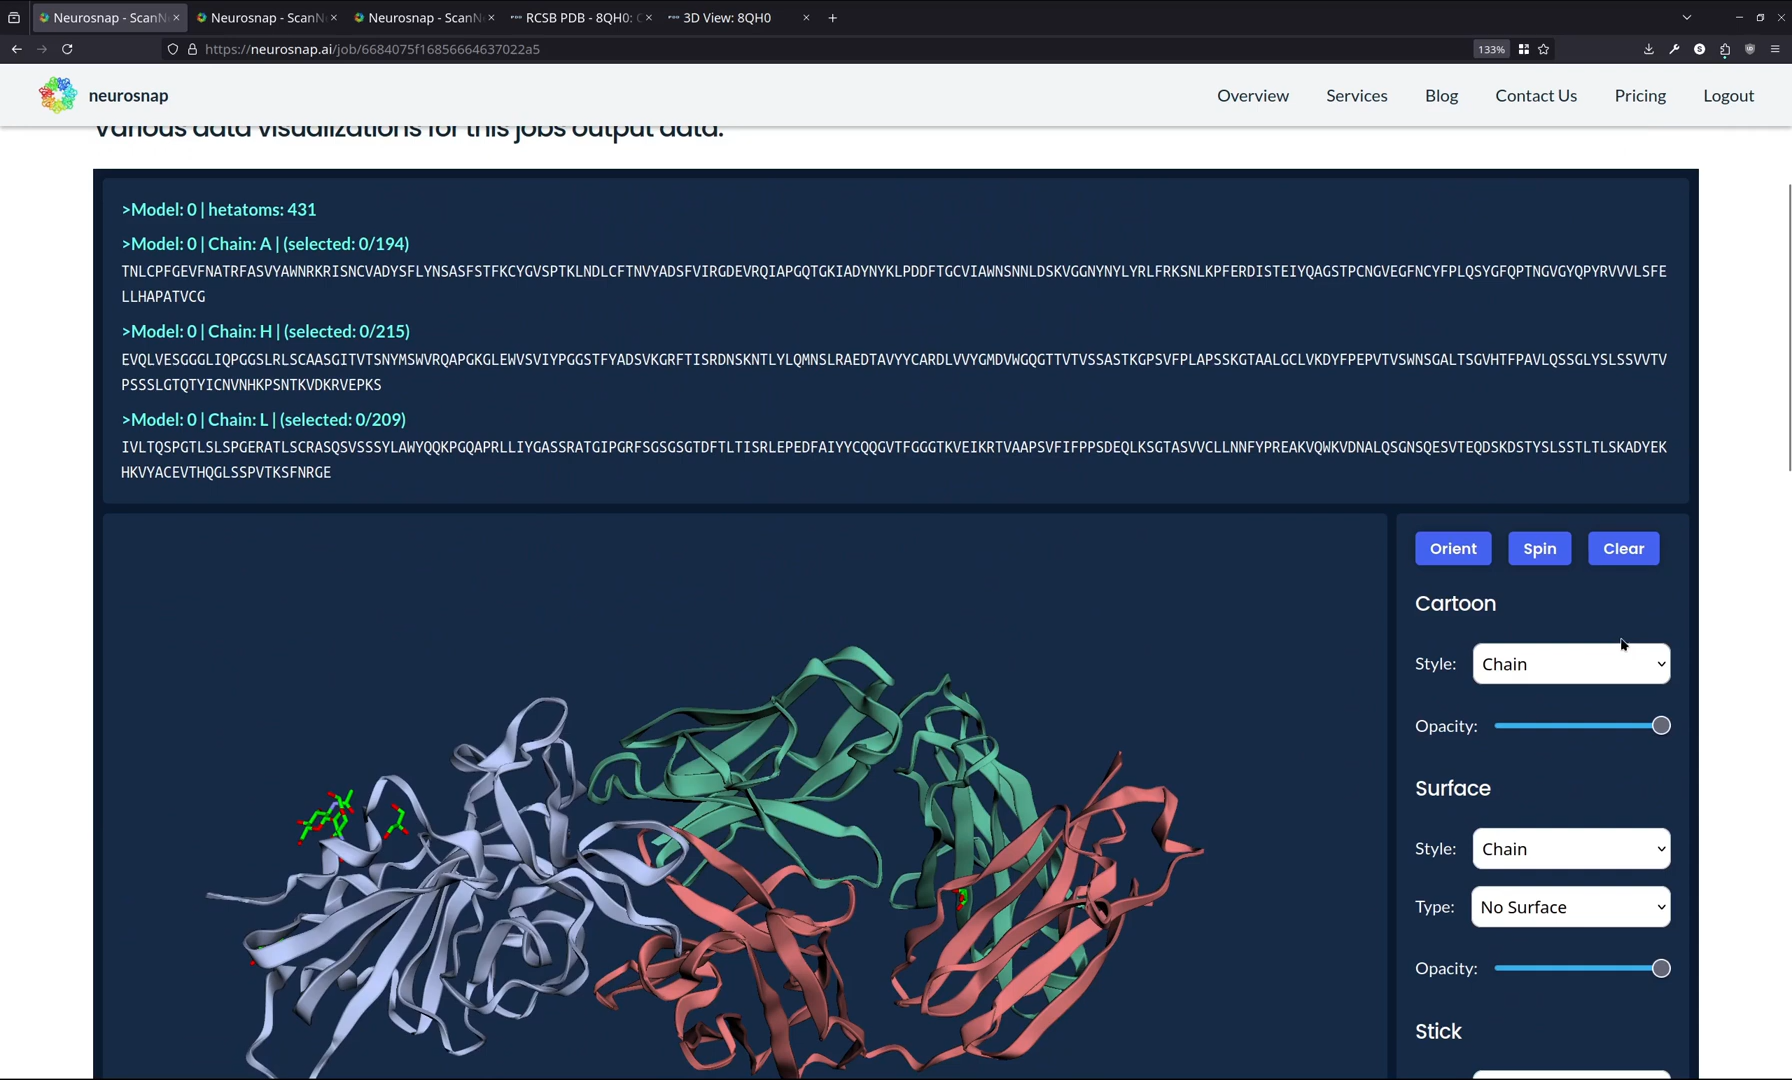 Neurosnap - ScanN
Neurosnap - ScanN
Neurosnap - ScanN
RCSB PDB - 8QH0: C
3D View: 8QH0
https://neurosnap.ai/job/6684075f16856664637022a5
133%
neurosnap
Overview
Services
Blog
Contact Us
Pricing
Logout
Various data visualizations for this jobs output data.
>Model: 0 | hetatoms: 431
>Model: 0 | Chain: A | (selected: 0/194)
TNLCPFGEVFNATRFASVYAWNRKRISNCVADYSFLYNSASFSTFKCYGVSPTKLNDLCFTNVYADSFVIRGDEVRQIAPGQTGKIADYNYKLPDDFTGCVIAWNSNNLDSKVGGNYNYLYRLFRKSNLKPFERDISTEIYQAGSTPCNGVEGFNCYFPLQSYGFQPTNGVGYQPYRVVVLSFE
LLHAPATVCG
>Model: 0 | Chain: H | (selected: 0/215)
EVQLVESGGGLIQPGGSLRLSCAASGITVTSNYMSWVRQAPGKGLEWVSVIYPGGSTFYADSVKGRFTISRDNSKNTLYLQMNSLRAEDTAVYYCARDLVVYGMDVWGQGTTVTVSSASTKGPSVFPLAPSSKGTAALGCLVKDYFPEPVTVSWNSGALTSGVHTFPAVLQSSGLYSLSSVVTV
PSSSLGTQTYICNVNHKPSNTKVDKRVEPKS
>Model: 0 | Chain: L | (selected: 0/209)
IVLTQSPGTLSLSPGERATLSCRASQSVSSSYLAWYQQKPGQAPRLLIYGASSRATGIPGRFSGSGSGTDFTLTISRLEPEDFAIYYCQQGVTFGGGTKVEIKRTVAAPSVFIFPPSDEQLKSGTASVVCLLNNFYPREAKVQWKVDNALQSGNSQESVTEQDSKDSTYSLSSTLTLSKADYEK
HKVYACEVTHQGLSSPVTKSFNRGE
Orient
Spin
Clear
Cartoon
Style:
Chain
Opacity:
Surface
Style:
Chain
Type:
No Surface
Opacity:
Stick